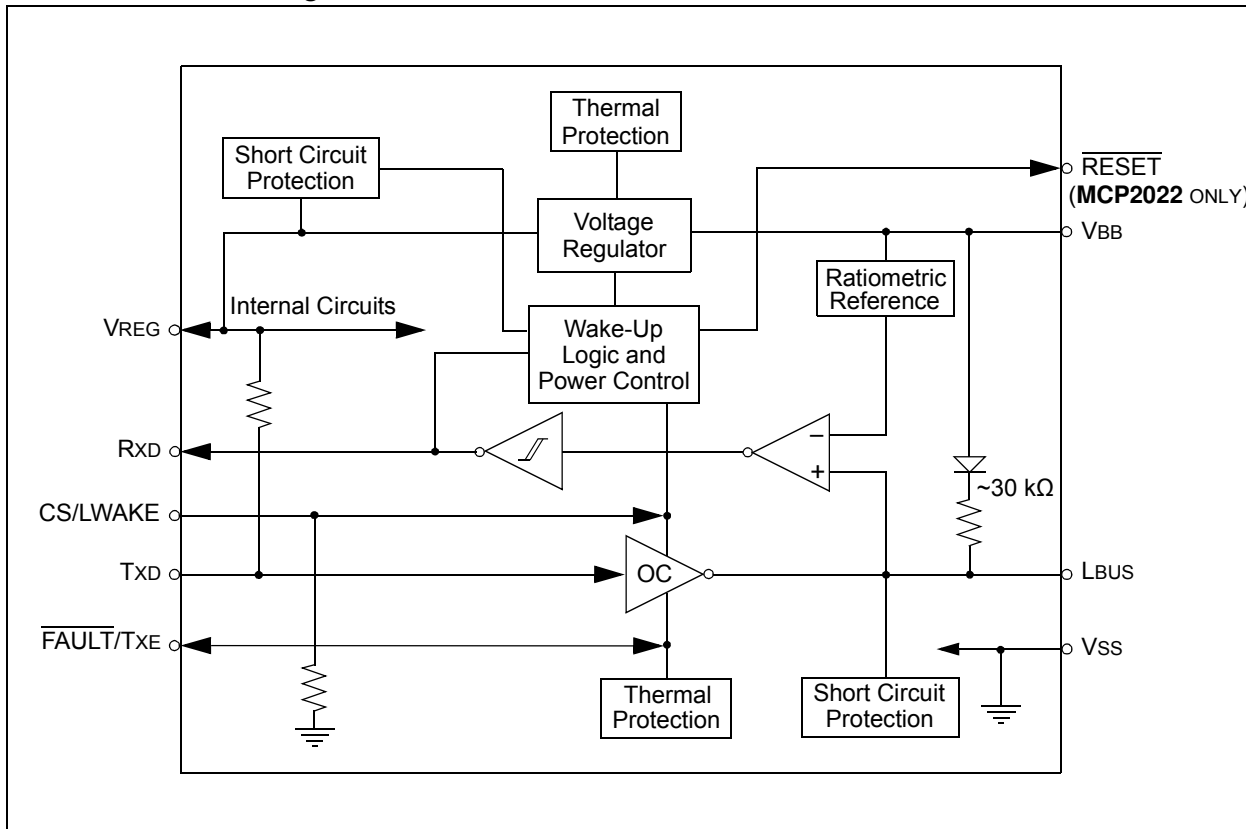 Thermal
Protection
Short Circuit
Protection
RESET
(MCP2022 ONLY)
Voltage
Regulator
VBB
Ratiometric
Reference
Internal Circuits
VREG
Wake-Up
Logic and
Power Control
RXD
–
+
~30 kΩ
CS/LWAKE
TXD
OC
LBUS
FAULT/TXE
VSS
Thermal
Protection
Short Circuit
Protection